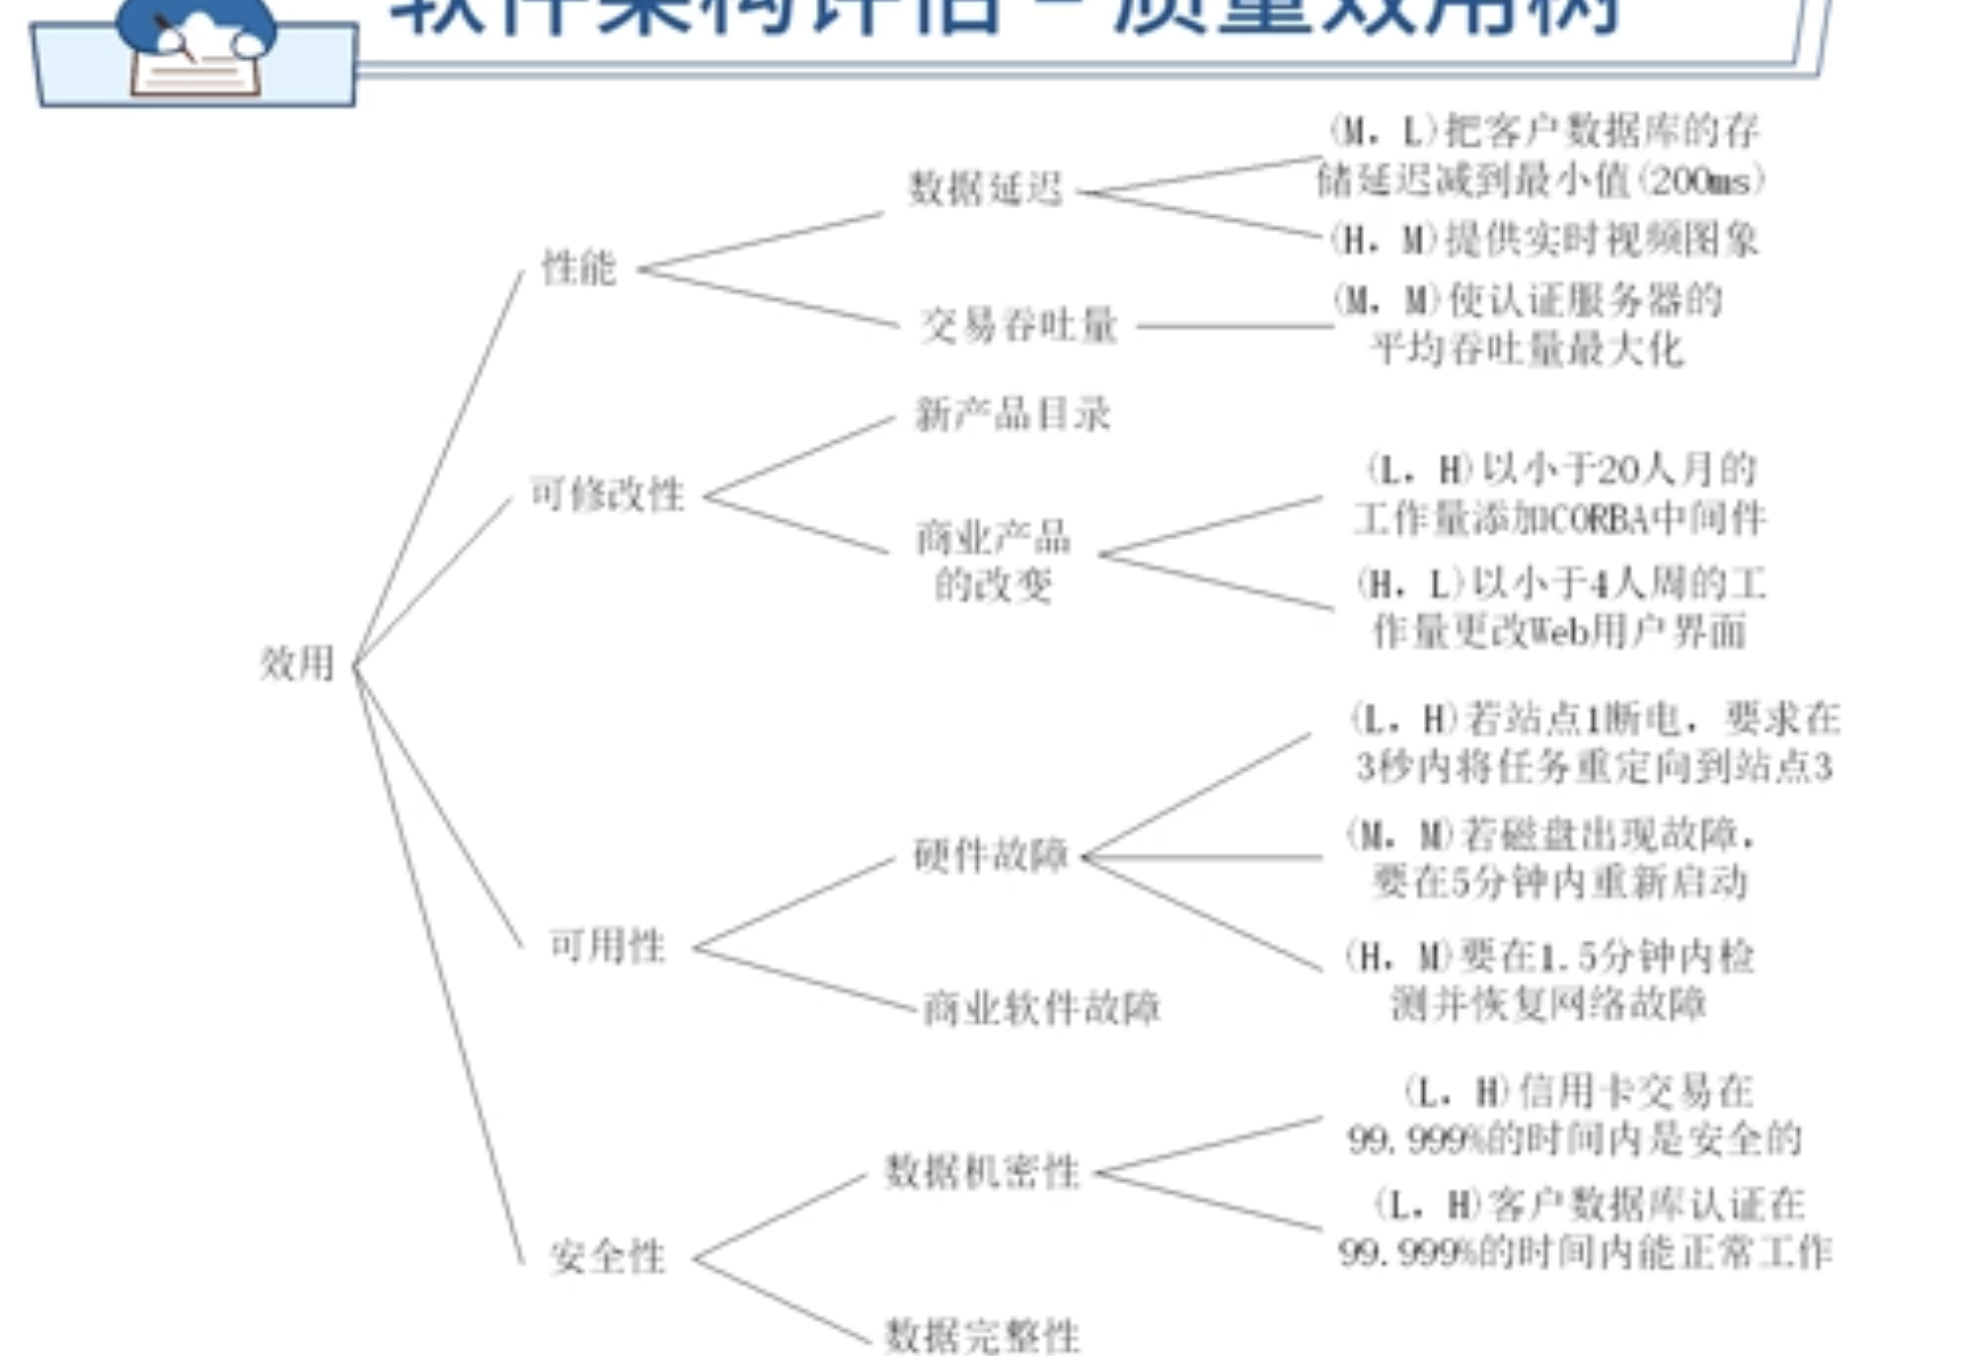 软件架构评估-质量效用树
(M, L)把客户数据库的存
储延迟减到最小值(200ms)
数据延迟
(H, M)提供实时视频图象
性能
(M, M)使认证服务器的
平均吞吐量最大化
交易吞吐量
新产品目录
可修改性
(L, H)以小于20人月的
工作量添加CORBA中间件
商业产品
的改变
(H, L)以小于4人周的工
作量更改Web用户界面
效用
(L, H)若站点1断电, 要求在
3秒内将任务重定向到站点3
硬件故障
(M, M)若磁盘出现故障,
要在5分钟内重新启动
可用性
(H, M)要在1.5分钟内检
测并恢复网络故障
商业软件故障
(L, H)信用卡交易在
99.999%的时间内是安全的
数据机密性
(L, H)客户数据库认证在
99.999%的时间内能正常工作
安全性
数据完整性